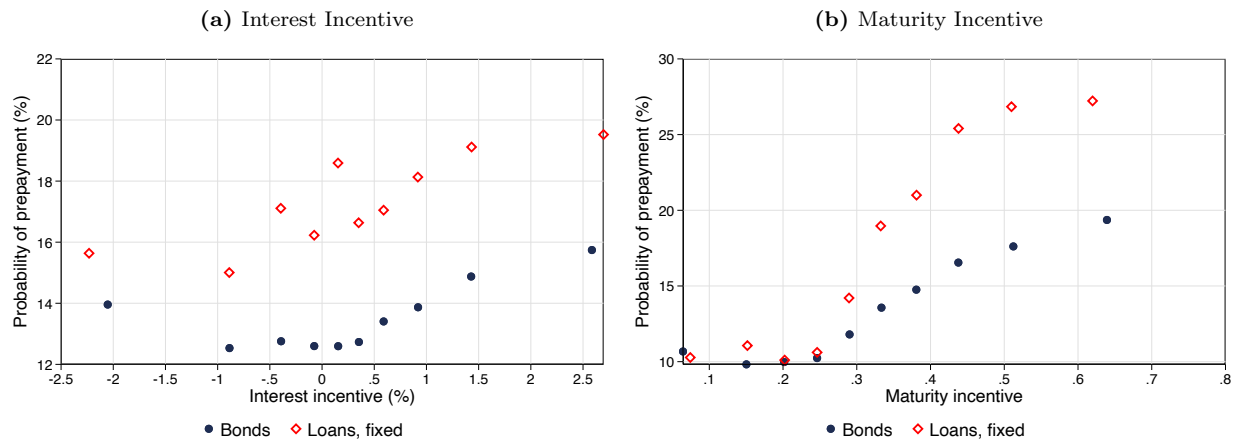 (a) Interest Incentive
Probability of prepayment (%)
22
20
18
16
14
12
-2.5 -2 -1.5 -1 -.5 0 .5 1 1.5 2 2.5
Interest incentive (%)
Bonds Loans, fixed
(b) Maturity Incentive
Probability of prepayment (%)
30
25
20
15
10
.1 .2 .3 .4 .5 .6 .7 .8
Maturity incentive
Bonds Loans, fixed